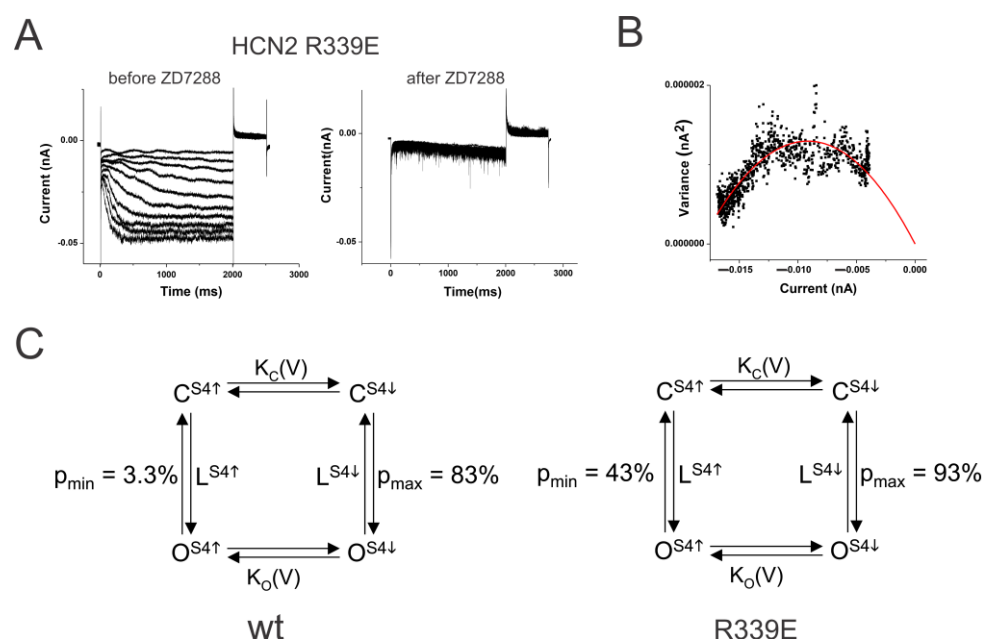 A
HCN2 R339E
B
before ZD7288
after ZD7288
0.00
-0.05
Current (nA)
0
1000
2000
3000
Time (ms)
0.00
-0.05
Current(nA)
0
1000
2000
3000
Time(ms)
0.000002
0.000000
Variance (nA²)
−0.015
−0.010
−0.005
0.000
Current (nA)
C
K_C(V)
C^S4↑
C^S4↓
p_min = 3.3%
L^S4↑
L^S4↓
p_max = 83%
O^S4↑
O^S4↓
K_O(V)
wt
K_C(V)
C^S4↑
C^S4↓
p_min = 43%
L^S4↑
L^S4↓
p_max = 93%
O^S4↑
O^S4↓
K_O(V)
R339E